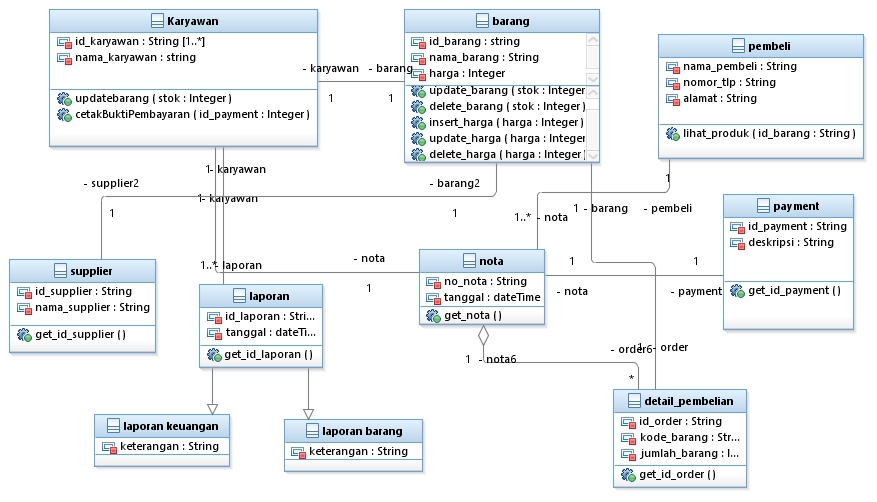 Karyawan
id_karyawan : String [1..*]
nama_karyawan : string
updatebarang ( stok : Integer )
cetakBuktiPembayaran ( id_payment : Integer )
barang
id_barang : string
nama_barang : String
harga : Integer
update_barang ( stok : Integer
delete_barang ( stok : Integer
insert_harga ( harga : Integer
update_harga ( harga : Integer
delete_harga ( harga : Integer
pembeli
nama_pembeli : String
nomor_tlp : String
alamat : String
lihat_produk ( id_barang : String )
- karyawan - barang
1 1
1 - karyawan
1 - karyawan
- supplier2
1
- barang2
1
1
1..* - nota
1 - barang - pembeli
payment
id_payment : String
deskripsi : String
get_id_payment ( )
supplier
id_supplier : String
nama_supplier : String
get_id_supplier ( )
1..* - laporan
- nota
1
laporan
id_laporan : Stri...
tanggal : dateTi...
get_id_laporan ( )
nota
no_nota : String
tanggal : dateTime
get_nota ( )
1 1
- nota - payment
1 - nota6
- order6
1 - order
*
laporan keuangan
keterangan : String
laporan barang
keterangan : String
detail_pembelian
id_order : String
kode_barang : Str...
jumlah_barang : I...
get_id_order ( )